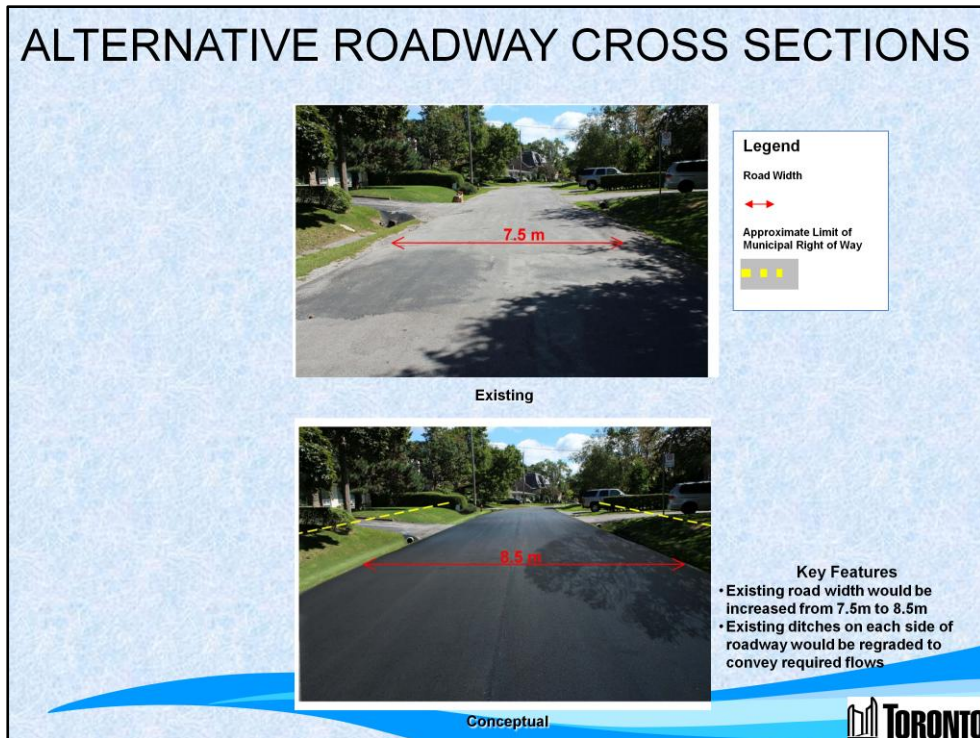 ALTERNATIVE ROADWAY CROSS SECTIONS
7.5 m
Existing
Legend
Road Width
Approximate Limit of
Municipal Right of Way
8.5 m
Conceptual
Key Features
•Existing road width would be
increased from 7.5m to 8.5m
•Existing ditches on each side of
roadway would be regraded to
convey required flows
TORONTO